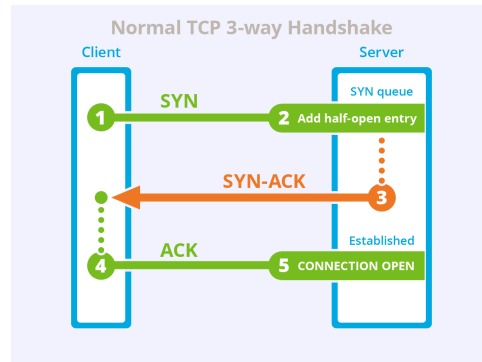 Normal TCP 3-way Handshake
Client
Server
SYN queue
SYN
1
2 Add half-open entry
SYN-ACK
3
Established
ACK
4
5 CONNECTION OPEN